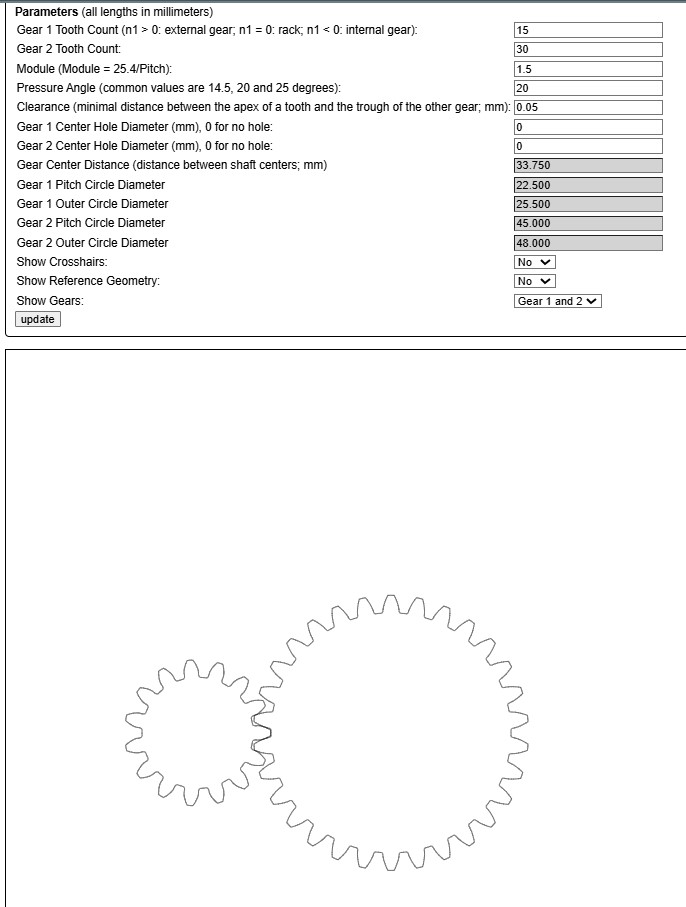 Parameters (all lengths in millimeters)
Gear 1 Tooth Count (n1 > 0: external gear; n1 = 0: rack; n1 < 0: internal gear): 15
Gear 2 Tooth Count: 30
Module (Module = 25.4/Pitch): 1.5
Pressure Angle (common values are 14.5, 20 and 25 degrees): 20
Clearance (minimal distance between the apex of a tooth and the trough of the other gear; mm): 0.05
Gear 1 Center Hole Diameter (mm), 0 for no hole: 0
Gear 2 Center Hole Diameter (mm), 0 for no hole: 0
Gear Center Distance (distance between shaft centers; mm) 33.750
Gear 1 Pitch Circle Diameter 22.500
Gear 1 Outer Circle Diameter 25.500
Gear 2 Pitch Circle Diameter 45.000
Gear 2 Outer Circle Diameter 48.000
Show Crosshairs: No
Show Reference Geometry: No
Show Gears: Gear 1 and 2
update